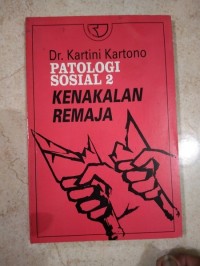 Dr. Kartini Kartono
PATOLOGI
SOSIAL 2
KENAKALAN
REMAJA